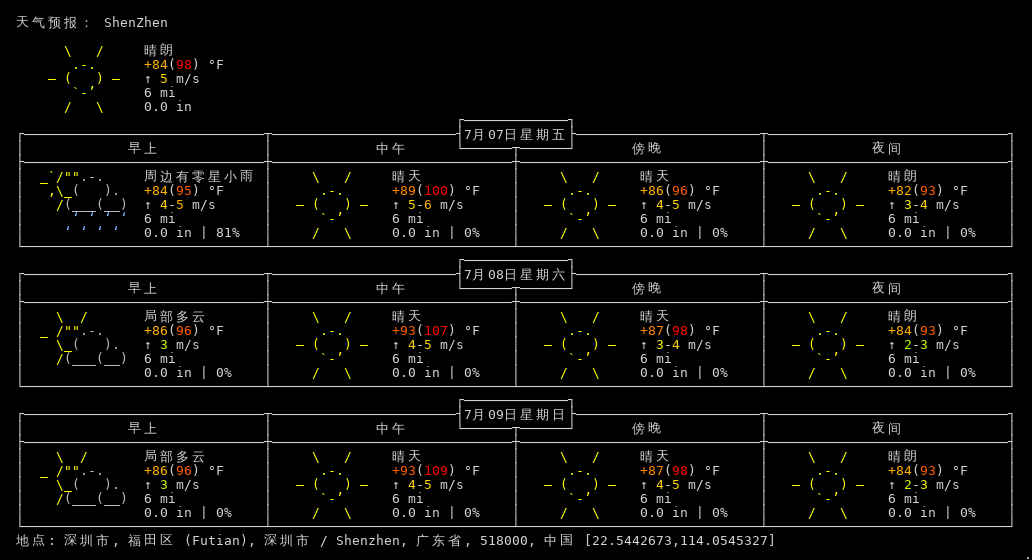 天气预报： ShenZhen
晴朗
+84(98) °F
↑ 5 m/s
6 mi
0.0 in
7月07日星期五
早上 中午 傍晚 夜间
周边有零星小雨 晴天 晴天 晴朗
+84(95) °F +89(100) °F +86(96) °F +82(93) °F
↑ 4-5 m/s ↑ 5-6 m/s ↑ 4-5 m/s ↑ 3-4 m/s
6 mi 6 mi 6 mi 6 mi
0.0 in | 81% 0.0 in | 0% 0.0 in | 0% 0.0 in | 0%
7月08日星期六
早上 中午 傍晚 夜间
局部多云 晴天 晴天 晴朗
+86(96) °F +93(107) °F +87(98) °F +84(93) °F
↑ 3 m/s ↑ 4-5 m/s ↑ 3-4 m/s ↑ 2-3 m/s
6 mi 6 mi 6 mi 6 mi
0.0 in | 0% 0.0 in | 0% 0.0 in | 0% 0.0 in | 0%
7月09日星期日
早上 中午 傍晚 夜间
局部多云 晴天 晴天 晴朗
+86(96) °F +93(109) °F +87(98) °F +84(93) °F
↑ 3 m/s ↑ 4-5 m/s ↑ 4-5 m/s ↑ 2-3 m/s
6 mi 6 mi 6 mi 6 mi
0.0 in | 0% 0.0 in | 0% 0.0 in | 0% 0.0 in | 0%
地点: 深圳市, 福田区 (Futian), 深圳市 / Shenzhen, 广东省, 518000, 中国 [22.5442673,114.0545327]